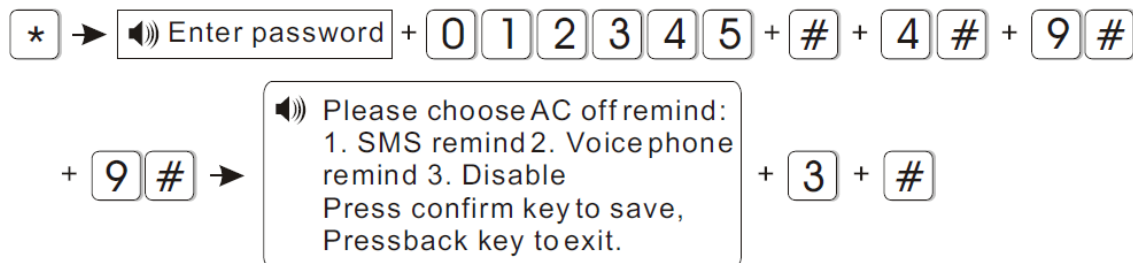 * Enter password + 0 1 2 3 4 5 + # + 4 # + 9 #
Please choose AC off remind:
1. SMS remind 2. Voice phone
+ 9 # remind 3. Disable + 3 + #
Press confirm key to save,
Pressback key to exit.